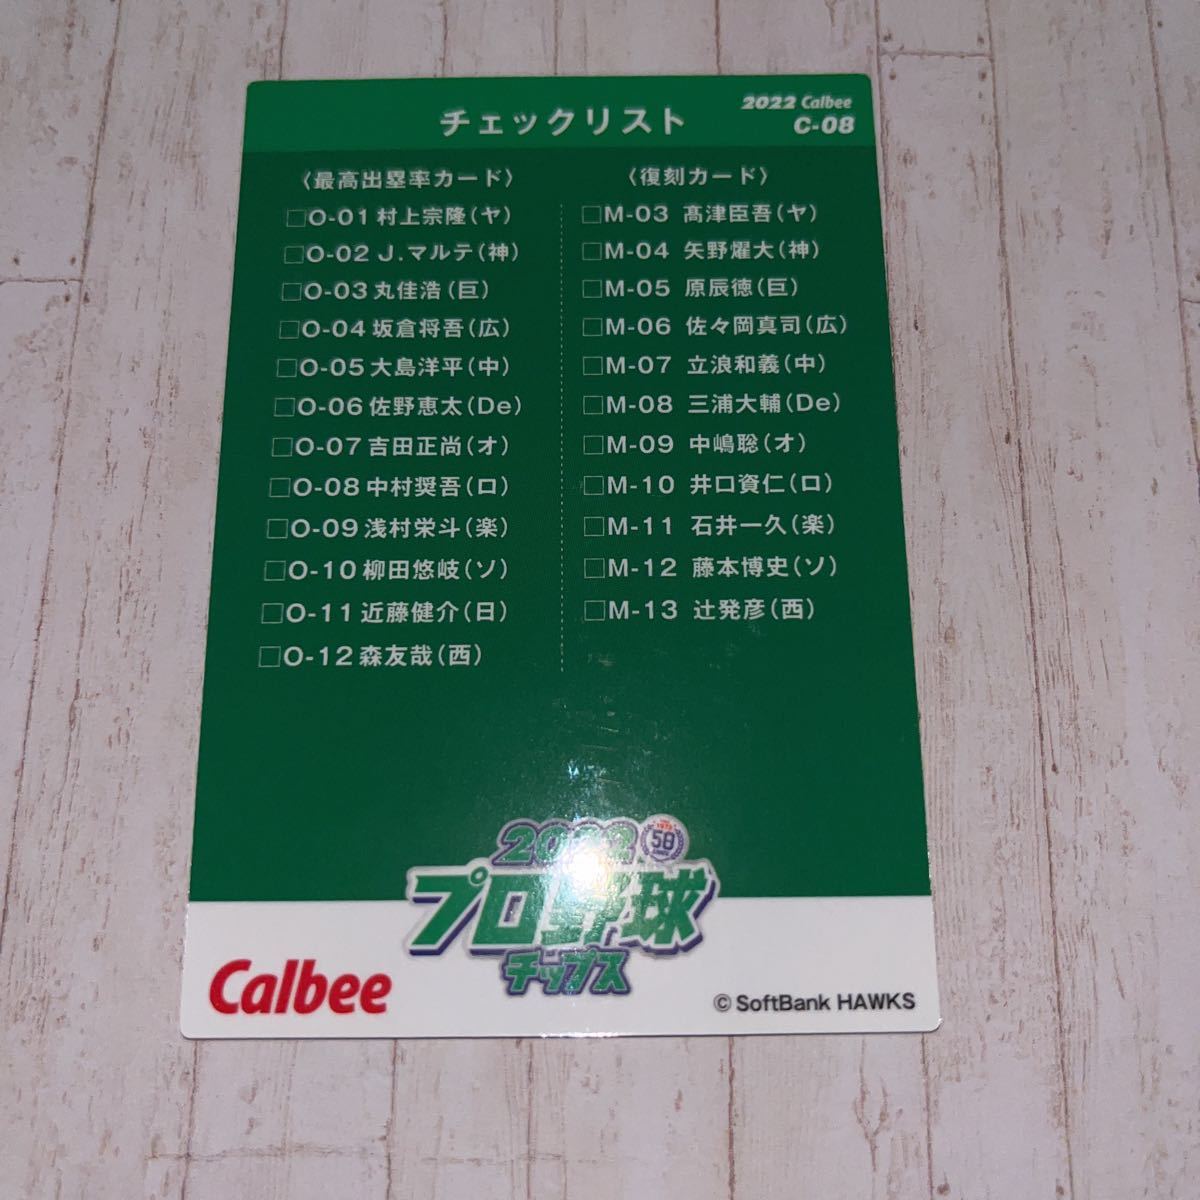 チェックリスト
2022 Calbee
C-08
〈最高出塁率カード〉
□O-01 村上宗隆(ヤ)
□O-02 J.マルテ(神)
□O-03 丸佳浩(巨)
□O-04 坂倉将吾(広)
□O-05 大島洋平(中)
□O-06 佐野恵太(De)
□O-07 吉田正尚(オ)
□O-08 中村奨吾(ロ)
□O-09 浅村栄斗(楽)
□O-10 柳田悠岐(ソ)
□O-11 近藤健介(日)
□O-12 森友哉(西)
〈復刻カード〉
□M-03 髙津臣吾(ヤ)
□M-04 矢野燿大(神)
□M-05 原辰徳(巨)
□M-06 佐々岡真司(広)
□M-07 立浪和義(中)
□M-08 三浦大輔(De)
□M-09 中嶋聡(オ)
□M-10 井口資仁(ロ)
□M-11 石井一久(楽)
□M-12 藤本博史(ソ)
□M-13 辻発彦(西)
2022
50
プロ野球
チップス
Calbee
© SoftBank HAWKS